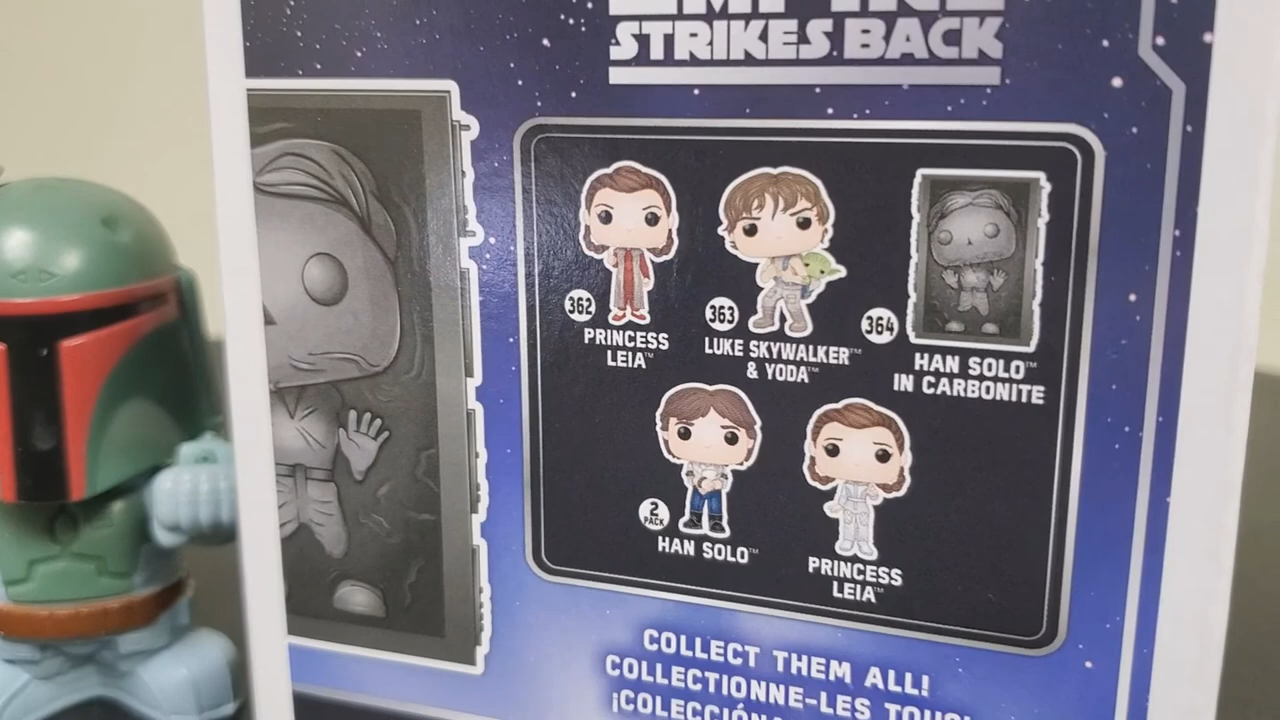 EMPIRE
STRIKES BACK
362
PRINCESS
LEIA™
363
LUKE SKYWALKER™
& YODA™
364
HAN SOLO™
IN CARBONITE
2
PACK
HAN SOLO™
PRINCESS
LEIA™
COLLECT THEM ALL!
COLLECTIONNE-LES